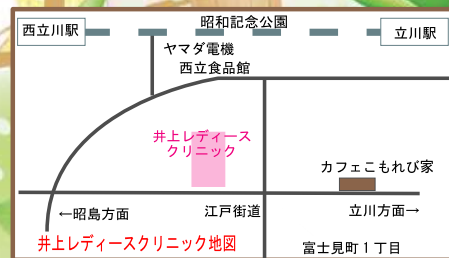 昭和記念公園
西立川駅
立川駅
ヤマダ電機
西立食品館
井上レディース
クリニック
カフェこもれび家
←昭島方面
江戸街道
立川方面→
井上レディースクリニック地図
富士見町1丁目